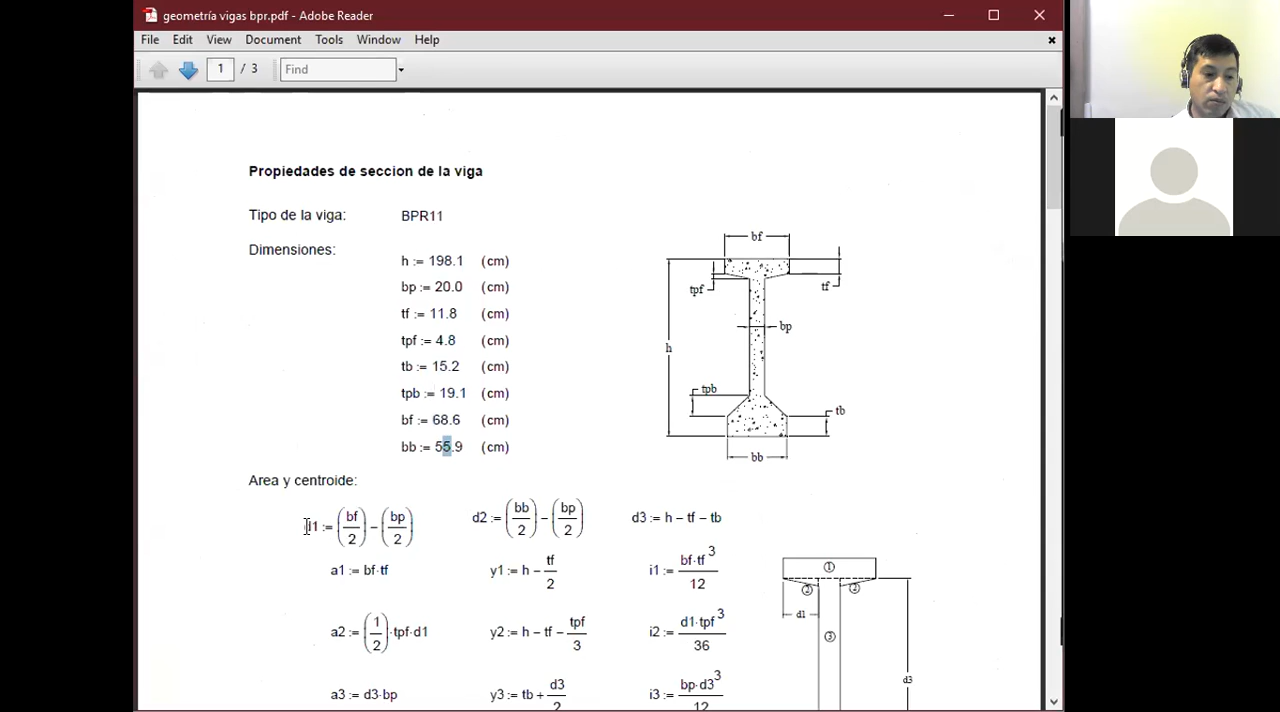 geometría vigas bpr.pdf - Adobe Reader
File Edit View Document Tools Window Help
1 / 3 Find
Propiedades de seccion de la viga
Tipo de la viga: BPR11
Dimensiones:
h := 198.1 (cm)
bp := 20.0 (cm)
tf := 11.8 (cm)
tpf := 4.8 (cm)
tb := 15.2 (cm)
tpb := 19.1 (cm)
bf := 68.6 (cm)
bb := 55.9 (cm)
bf
tpf
tf
bp
h
tpb
tb
bb
Area y centroide:
d1 := (bf/2) − (bp/2) d2 := (bb/2) − (bp/2) d3 := h − tf − tb
a1 := bf·tf y1 := h − tf/2 i1 := bf·tf³/12
a2 := (1/2)·tpf·d1 y2 := h − tf − tpf/3 i2 := d1·tpf³/36
a3 := d3·bp y3 := tb + d3/2 i3 := bp·d3³/12
①
② ②
d1
③
d3